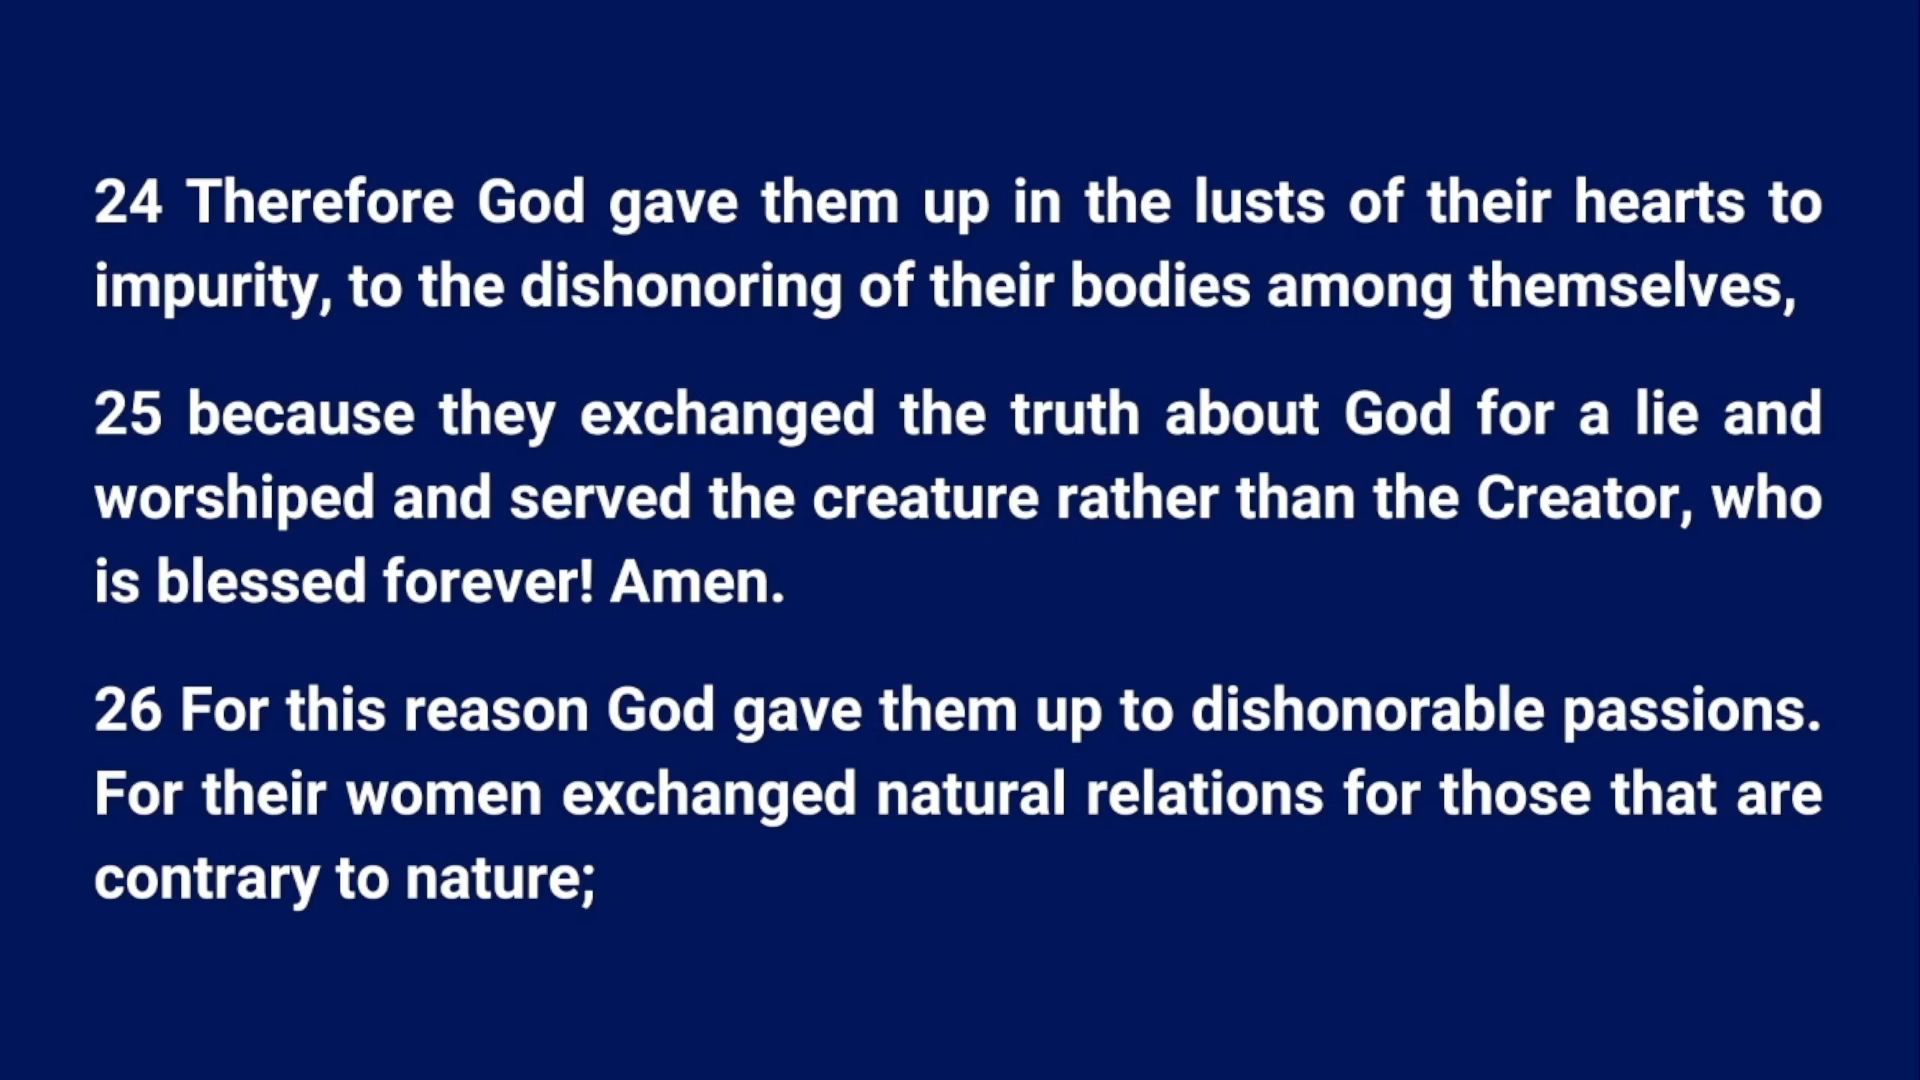 24 Therefore God gave them up in the lusts of their hearts to
impurity, to the dishonoring of their bodies among themselves,
25 because they exchanged the truth about God for a lie and
worshiped and served the creature rather than the Creator, who
is blessed forever! Amen.
26 For this reason God gave them up to dishonorable passions.
For their women exchanged natural relations for those that are
contrary to nature;